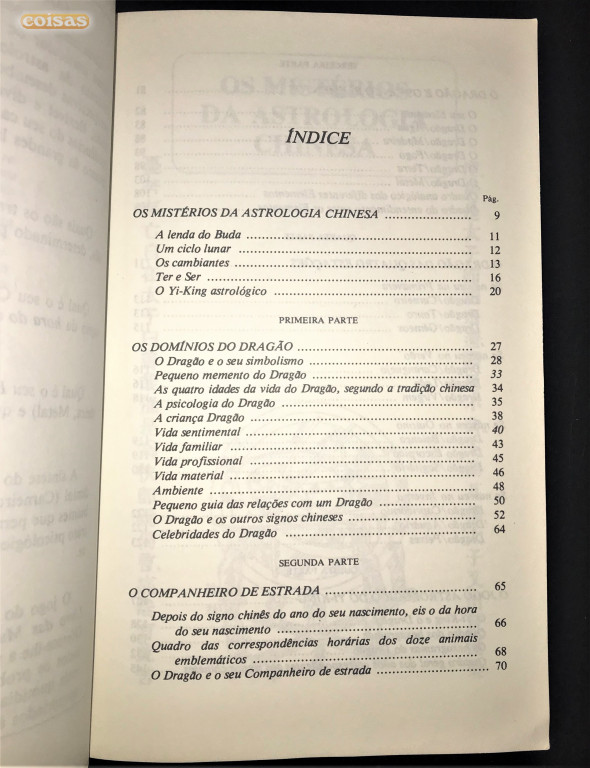 coisas
ÍNDICE
Pág.
OS MISTÉRIOS DA ASTROLOGIA CHINESA ........................ 9
A lenda do Buda ........................ 11
Um ciclo lunar ........................ 12
Os cambiantes ........................ 13
Ter e Ser ........................ 16
O Yi-King astrológico ........................ 20
PRIMEIRA PARTE
OS DOMÍNIOS DO DRAGÃO ........................ 27
O Dragão e o seu simbolismo ........................ 28
Pequeno memento do Dragão ........................ 33
As quatro idades da vida do Dragão, segundo a tradição chinesa 34
A psicologia do Dragão ........................ 35
A criança Dragão ........................ 38
Vida sentimental ........................ 40
Vida familiar ........................ 43
Vida profissional ........................ 45
Vida material ........................ 46
Ambiente ........................ 48
Pequeno guia das relações com um Dragão ........................ 50
O Dragão e os outros signos chineses ........................ 52
Celebridades do Dragão ........................ 64
SEGUNDA PARTE
O COMPANHEIRO DE ESTRADA ........................ 65
Depois do signo chinês do ano do seu nascimento, eis o da hora
do seu nascimento ........................ 66
Quadro das correspondências horárias dos doze animais
emblemáticos ........................ 68
O Dragão e o seu Companheiro de estrada ........................ 70